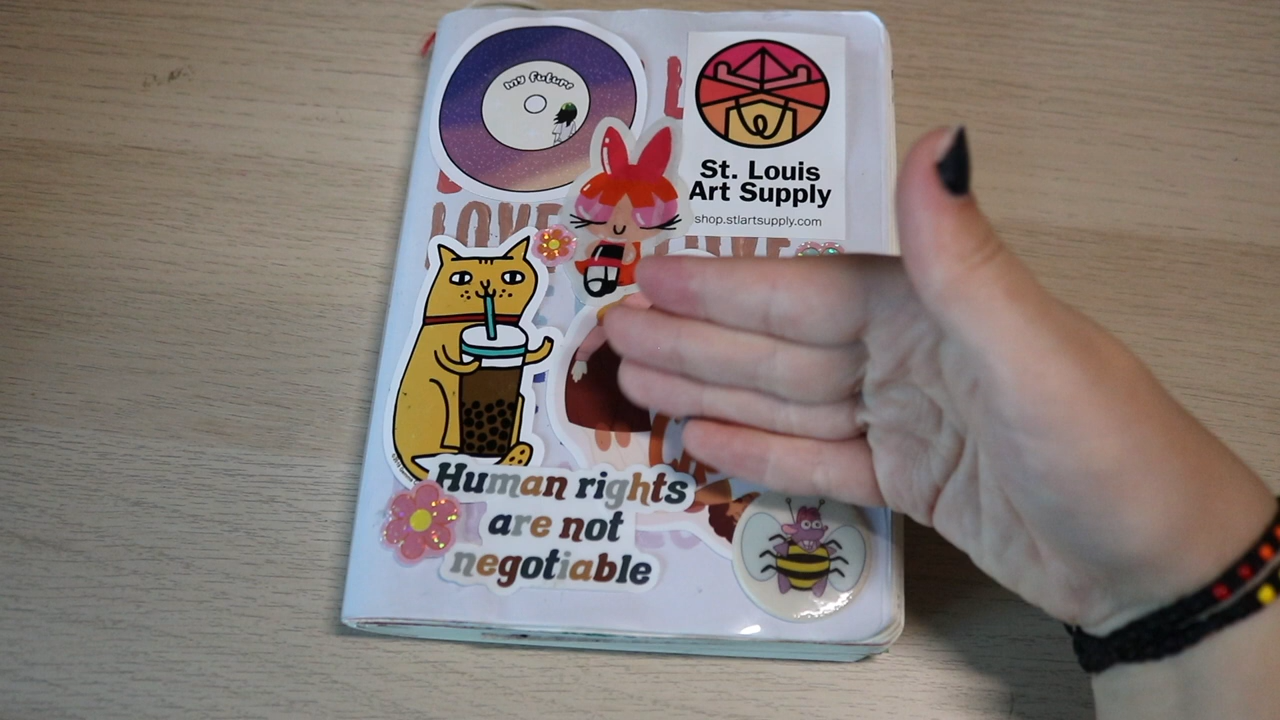 my future
St. Louis
Art Supply
shop.stlartsupply.com
LOVE
Human rights
are not
negotiable